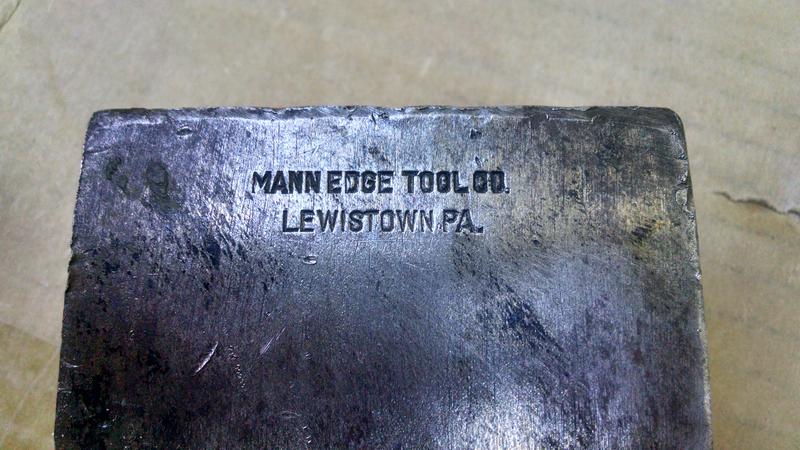 MANN EDGE TOOL CO.
LEWISTOWN PA.